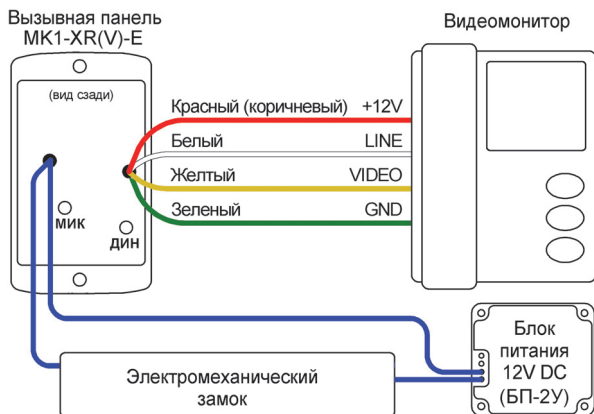 Вызывная панель
MK1-XR(V)-E
Видеомонитор
(вид сзади)
Красный (коричневый) +12V
Белый LINE
Желтый VIDEO
Зеленый GND
мик
дин
Блок
питания
12V DC
(БП-2У)
Электромеханический
замок